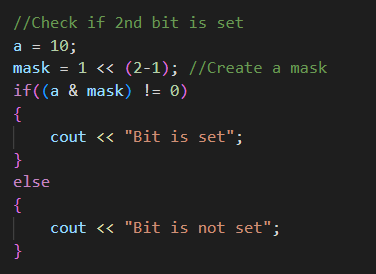 //Check if 2nd bit is set
a = 10;
mask = 1 << (2-1); //Create a mask
if((a & mask) != 0)
{
    cout << "Bit is set";
}
else
{
    cout << "Bit is not set";
}